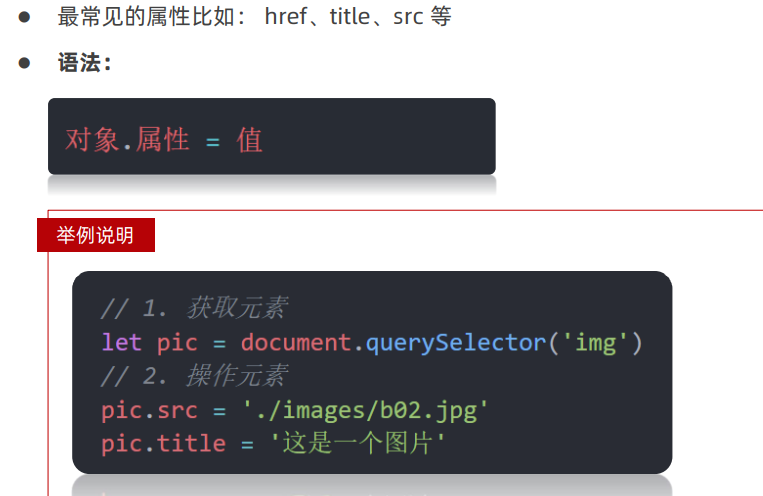 ● 最常见的属性比如： href、title、src 等
● 语法：
对象.属性 = 值
举例说明
// 1. 获取元素
let pic = document.querySelector('img')
// 2. 操作元素
pic.src = './images/b02.jpg'
pic.title = '这是一个图片'